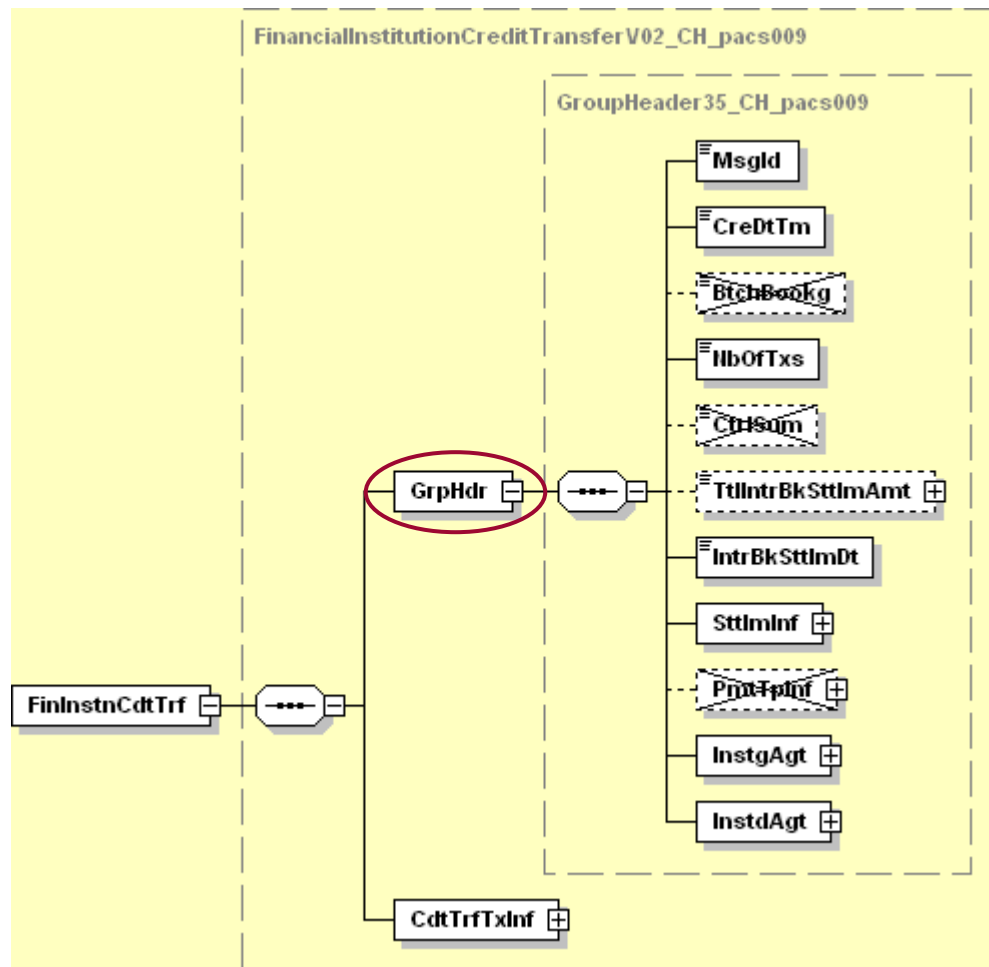 FinancialInstitutionCreditTransferV02_CH_pacs009
GroupHeader35_CH_pacs009
MsgId
CreDtTm
BtchBookg
NbOfTxs
CtrlSum
GrpHdr
TtlIntrBkSttlmAmt
IntrBkSttlmDt
SttlmInf
PmtTpInf
FinInstnCdtTrf
InstgAgt
InstdAgt
CdtTrfTxInf